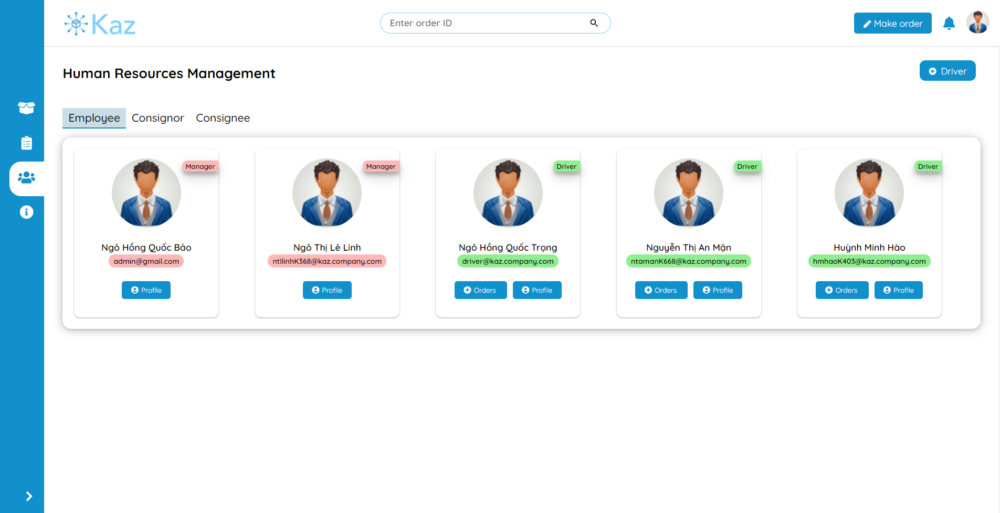 Kaz
Enter order ID
Make order
Human Resources Management
Driver
Employee
Consignor
Consignee
Manager
Ngô Hồng Quốc Bảo
admin@gmail.com
Profile
Manager
Ngô Thị Lê Linh
ntllinhK368@kaz.company.com
Profile
Driver
Ngô Hồng Quốc Trọng
driver@kaz.company.com
Orders
Profile
Driver
Nguyễn Thị An Mận
ntamanK668@kaz.company.com
Orders
Profile
Driver
Huỳnh Minh Hào
hmhaoK403@kaz.company.com
Orders
Profile